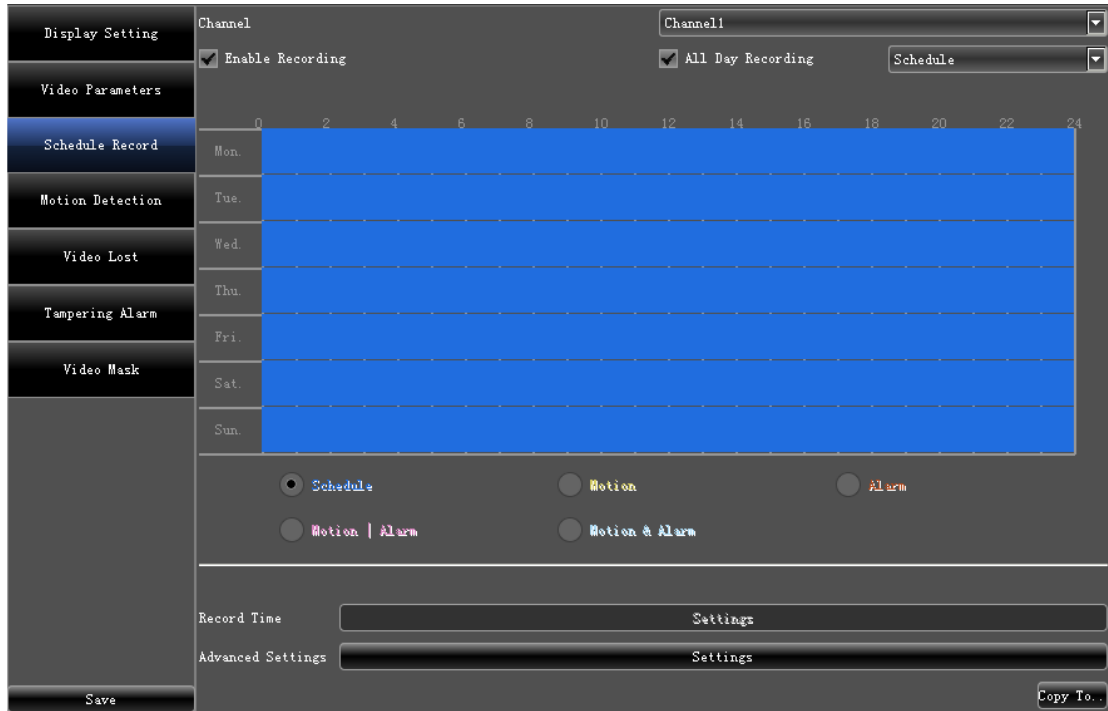 Display Setting
Video Parameters
Schedule Record
Motion Detection
Video Lost
Tampering Alarm
Video Mask
Save
Channel
Channel1
Enable Recording
All Day Recording
Schedule
0 2 4 6 8 10 12 14 16 18 20 22 24
Mon.
Tue.
Wed.
Thu.
Fri.
Sat.
Sun.
Schedule
Motion
Alarm
Motion | Alarm
Motion & Alarm
Record Time
Settings
Advanced Settings
Settings
Copy To..